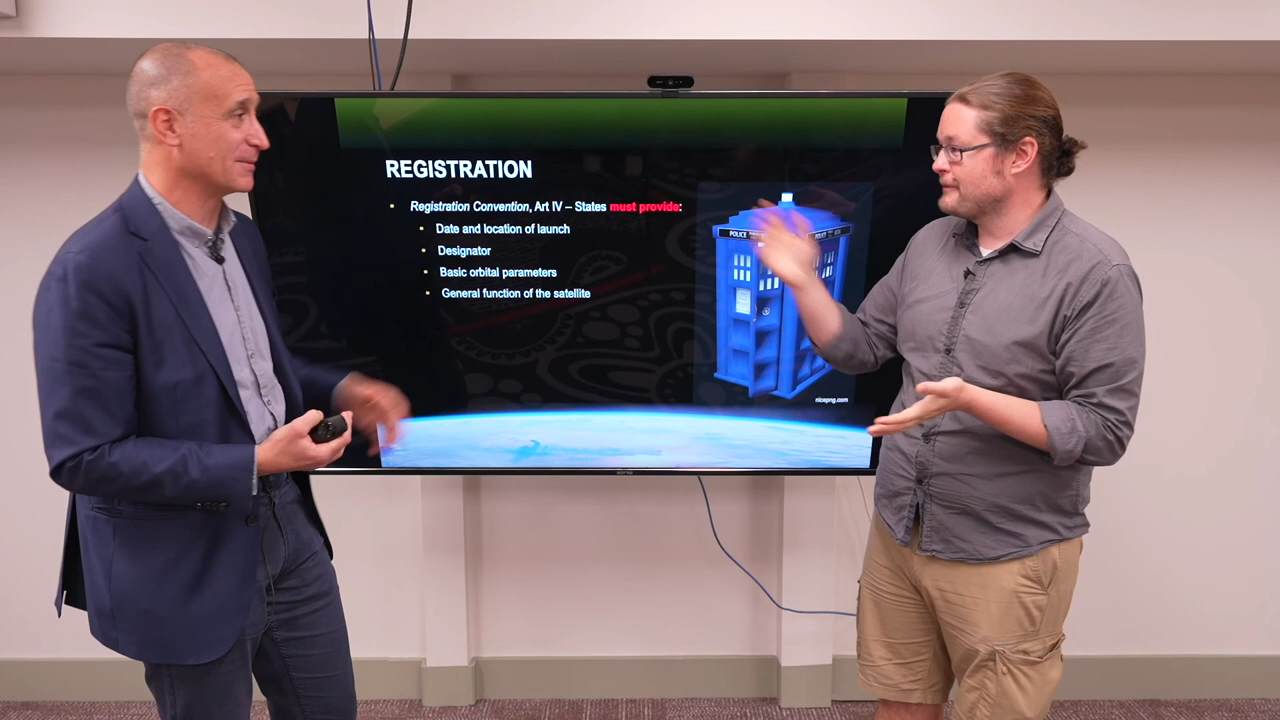 REGISTRATION
Registration Convention, Art IV – States must provide:
Date and location of launch
Designator
Basic orbital parameters
General function of the satellite
POLICE
nicepng.com